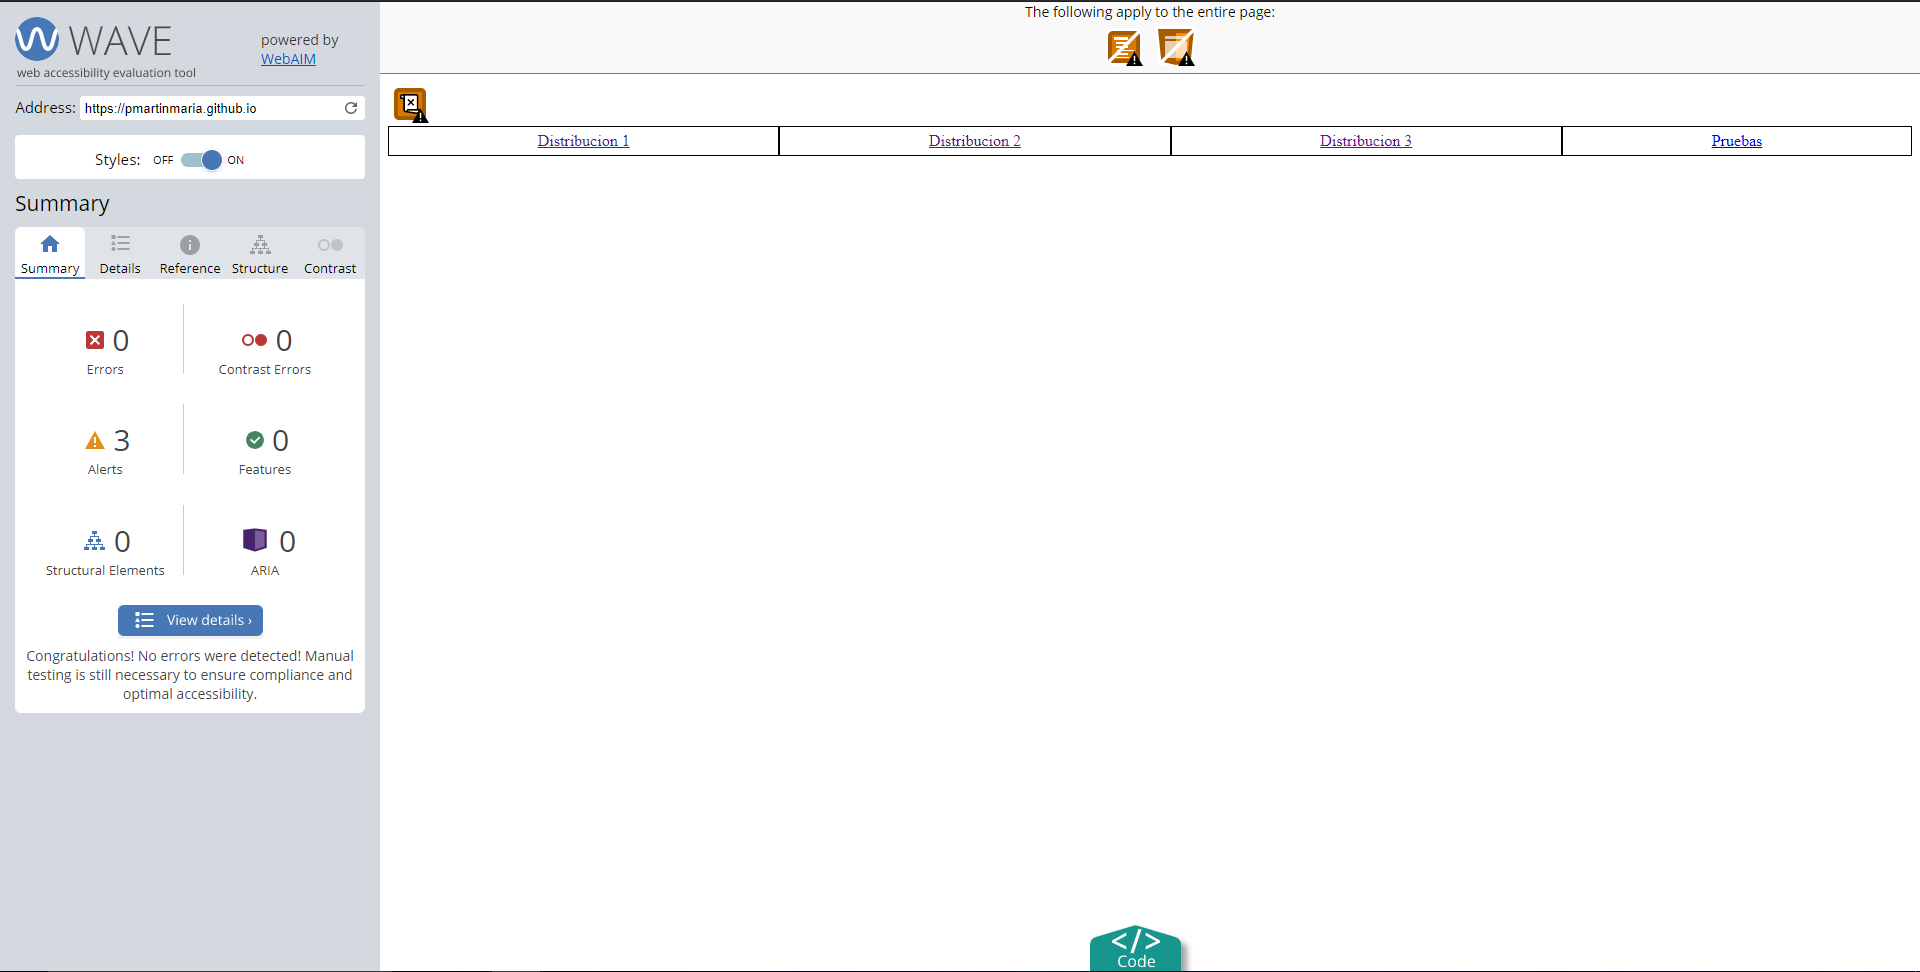 WAVE
powered by
WebAIM
web accessibility evaluation tool
Address: https://pmartinmaria.github.io
Styles: OFF ON
Summary
Summary Details Reference Structure Contrast
0 0
Errors Contrast Errors
3 0
Alerts Features
0 0
Structural Elements ARIA
View details ›
Congratulations! No errors were detected! Manual
testing is still necessary to ensure compliance and
optimal accessibility.
The following apply to the entire page:
Distribucion 1 Distribucion 2 Distribucion 3 Pruebas
</>
Code